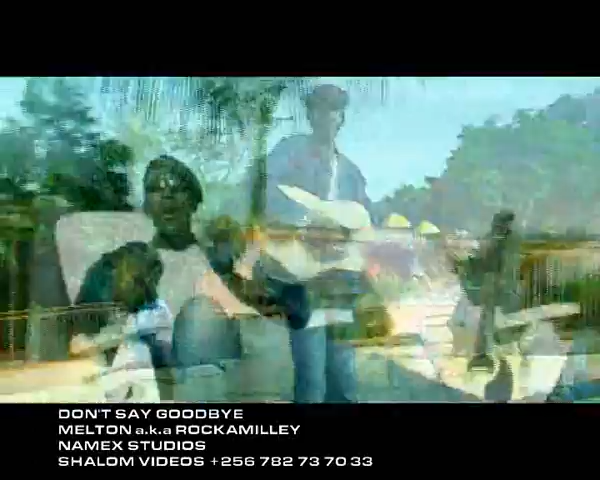 DON'T SAY GOODBYE
MELTON a.k.a ROCKAMILLEY
NAMEX STUDIOS
SHALOM VIDEOS +256 782 73 70 33